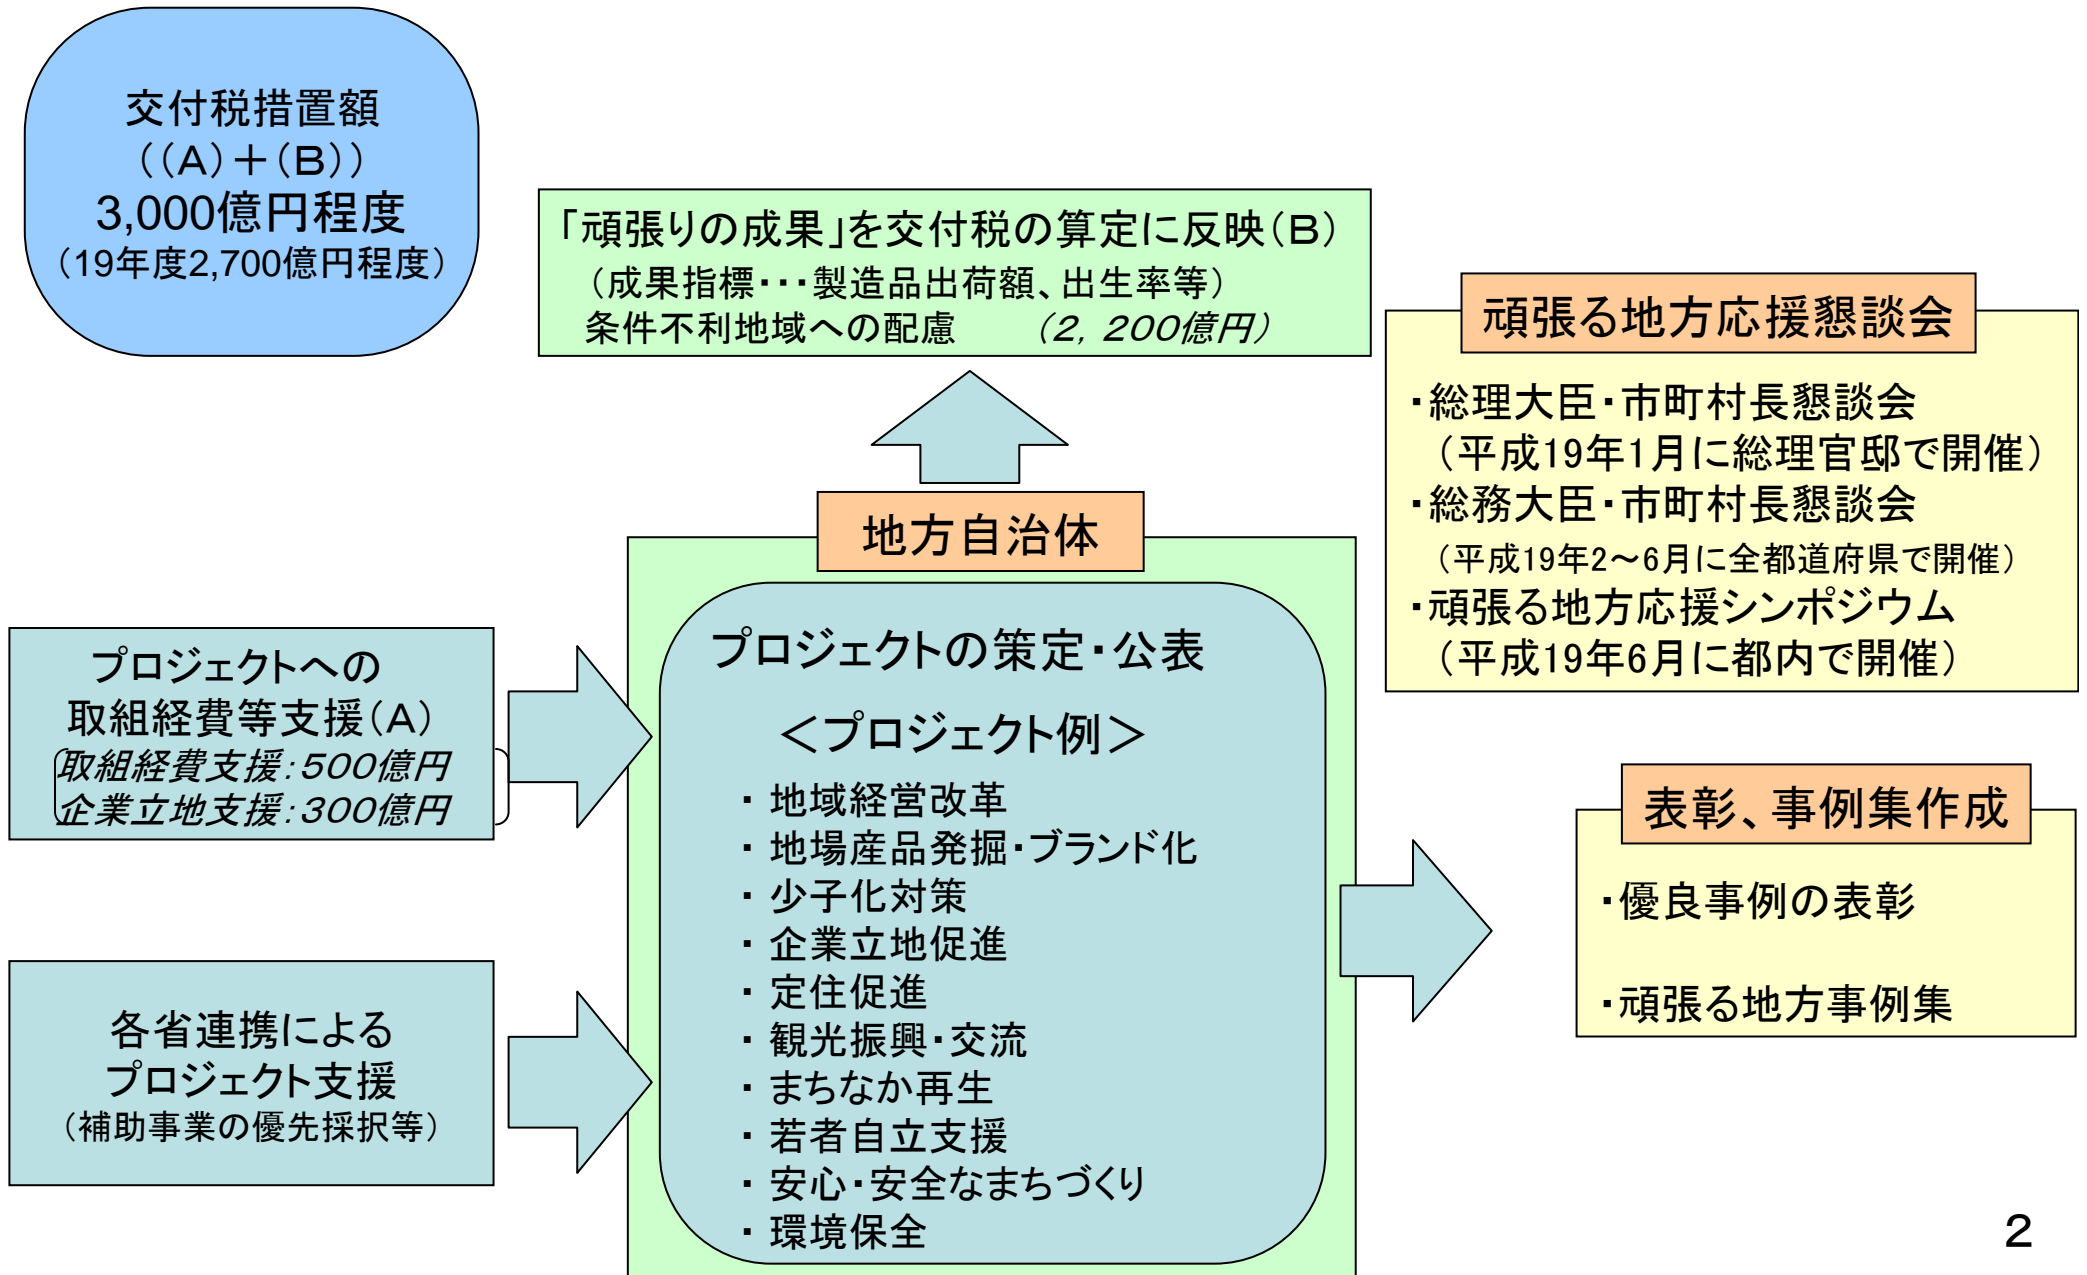 交付税措置額
（（A）＋（B））
3,000億円程度
（19年度2,700億円程度）
「頑張りの成果」を交付税の算定に反映（B）
（成果指標・・・製造品出荷額、出生率等）
条件不利地域への配慮　（2，200億円）
頑張る地方応援懇談会
・総理大臣・市町村長懇談会
（平成19年1月に総理官邸で開催）
・総務大臣・市町村長懇談会
（平成19年2～6月に全都道府県で開催）
・頑張る地方応援シンポジウム
（平成19年6月に都内で開催）
地方自治体
プロジェクトへの
取組経費等支援（A）
取組経費支援：500億円
企業立地支援：300億円
各省連携による
プロジェクト支援
（補助事業の優先採択等）
プロジェクトの策定・公表
＜プロジェクト例＞
・ 地域経営改革
・ 地場産品発掘・ブランド化
・ 少子化対策
・ 企業立地促進
・ 定住促進
・ 観光振興・交流
・ まちなか再生
・ 若者自立支援
・ 安心・安全なまちづくり
・ 環境保全
表彰、事例集作成
・優良事例の表彰
・頑張る地方事例集
2